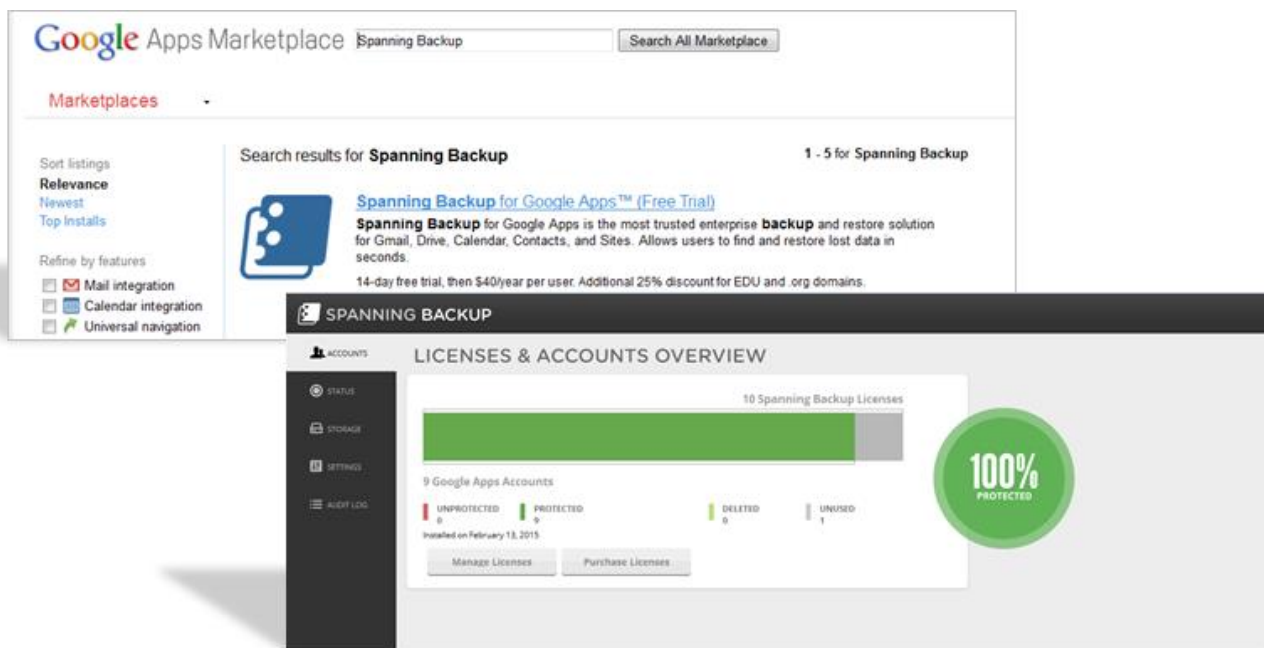 Google Apps Marketplace Spanning Backup Search All Marketplace
Marketplaces
Sort listings
Relevance
Newest
Top Installs
Refine by features
Mail integration
Calendar integration
Universal navigation
Search results for Spanning Backup 1 - 5 for Spanning Backup
Spanning Backup for Google Apps™ (Free Trial)
Spanning Backup for Google Apps is the most trusted enterprise backup and restore solution
for Gmail, Drive, Calendar, Contacts, and Sites. Allows users to find and restore lost data in
seconds.
14-day free trial, then $40/year per user. Additional 25% discount for EDU and .org domains.
SPANNING BACKUP
ACCOUNTS
STATUS
STORAGE
SETTINGS
AUDIT LOG
LICENSES & ACCOUNTS OVERVIEW
10 Spanning Backup Licenses
9 Google Apps Accounts
UNPROTECTED PROTECTED DELETED UNUSED
0 9 0 1
Installed on February 13, 2015
Manage Licenses Purchase Licenses
100%
PROTECTED